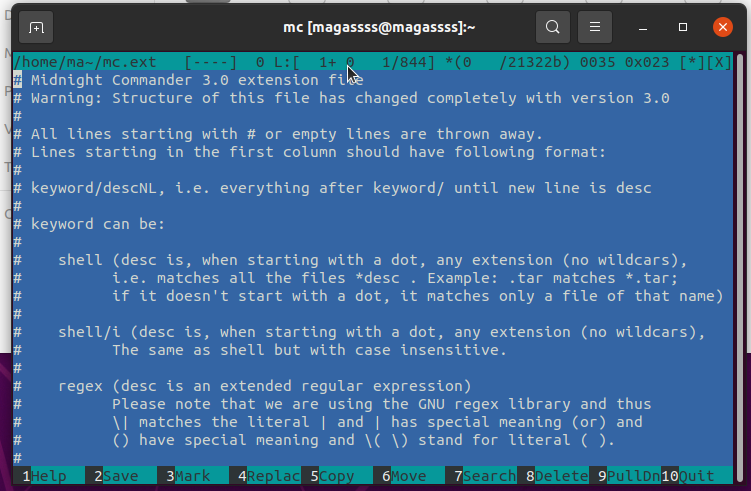 mc [magassss@magassss]:~
/home/ma~/mc.ext   [----]  0 L:[  1+ 0   1/844] *(0   /21322b) 0035 0x023 [*][X]
# Midnight Commander 3.0 extension file
# Warning: Structure of this file has changed completely with version 3.0
#
# All lines starting with # or empty lines are thrown away.
# Lines starting in the first column should have following format:
#
# keyword/descNL, i.e. everything after keyword/ until new line is desc
#
# keyword can be:
#
#    shell (desc is, when starting with a dot, any extension (no wildcars),
#          i.e. matches all the files *desc . Example: .tar matches *.tar;
#          if it doesn't start with a dot, it matches only a file of that name)
#
#    shell/i (desc is, when starting with a dot, any extension (no wildcars),
#          The same as shell but with case insensitive.
#
#    regex (desc is an extended regular expression)
#          Please note that we are using the GNU regex library and thus
#          \| matches the literal | and | has special meaning (or) and
#          () have special meaning and \( \) stand for literal ( ).
#
1Help 2Save 3Mark 4Replac 5Copy 6Move 7Search 8Delete 9PullDn 10Quit